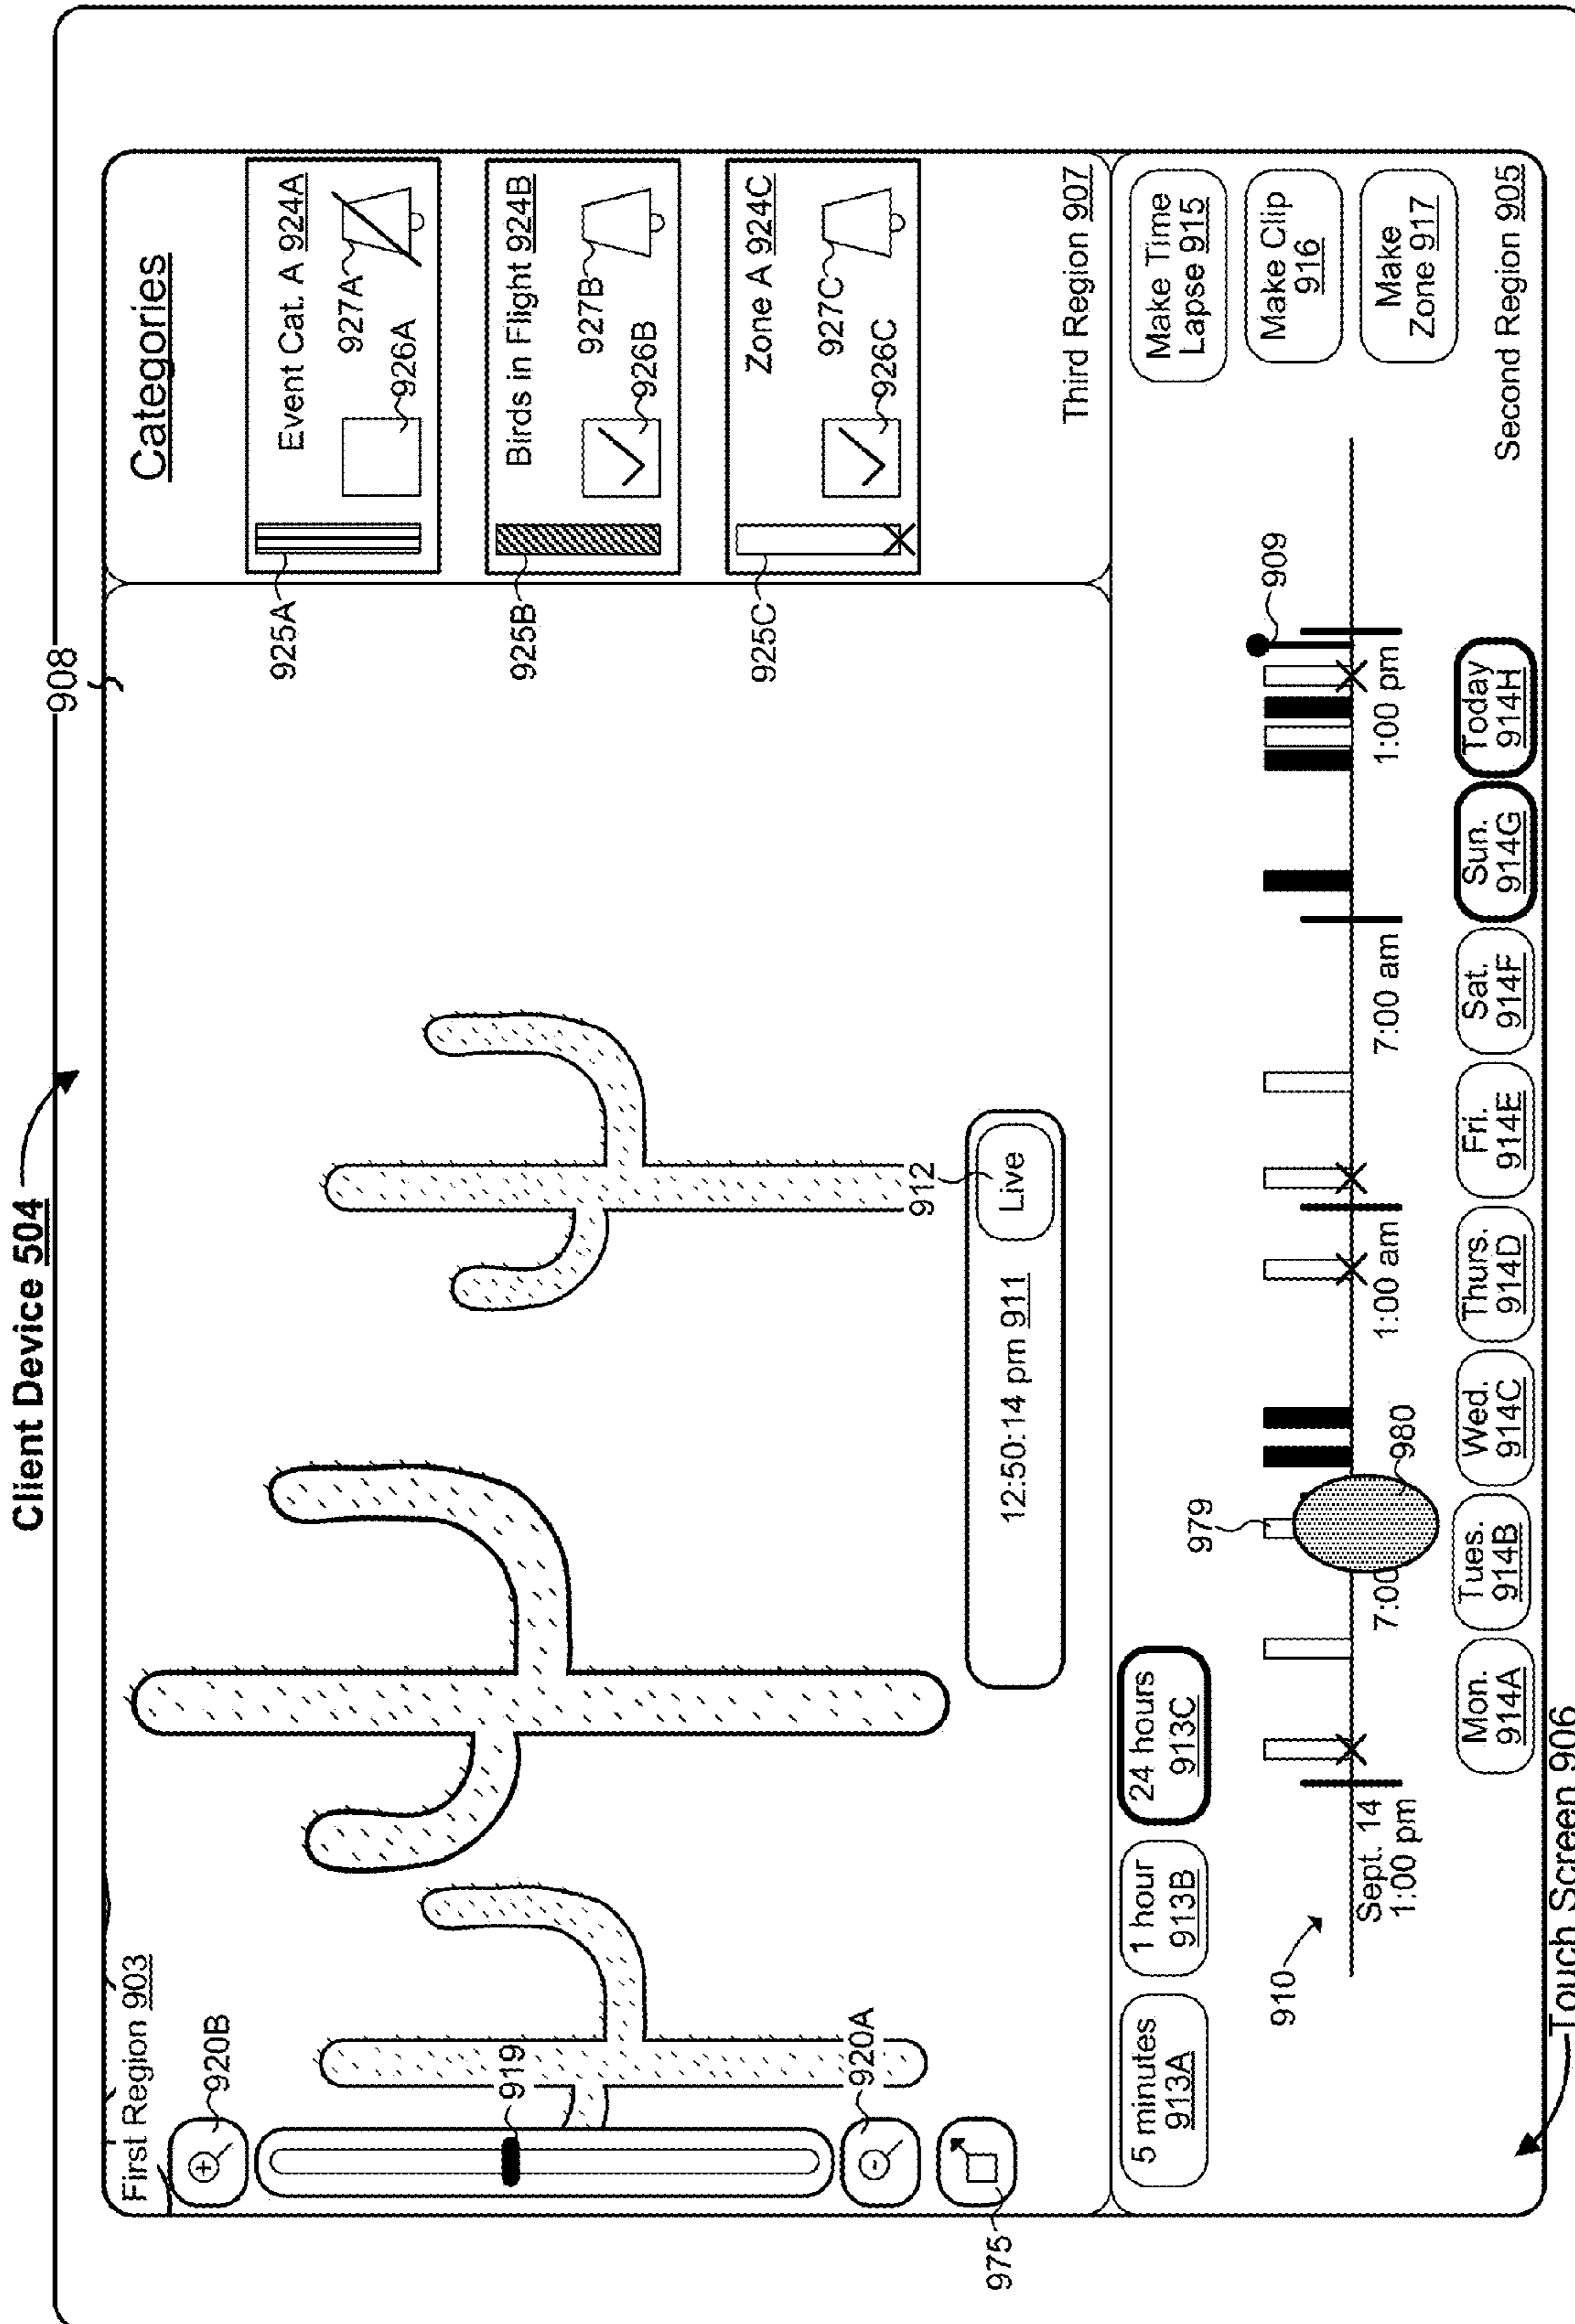 Client Device 504
908
First Region 903
920B
919
920A
975
12:50:14 pm 911
912
Live
Categories
925A
Event Cat. A 924A
927A
926A
925B
Birds in Flight 924B
927B
926B
925C
Zone A 924C
927C
926C
Third Region 907
5 minutes
913A
1 hour
913B
24 hours
913C
910
979
980
909
Sept. 14
1:00 pm
7:00
1:00 am
7:00 am
1:00 pm
Make Time
Lapse 915
Make Clip
916
Make
Zone 917
Mon.
914A
Tues.
914B
Wed.
914C
Thurs.
914D
Fri.
914E
Sat.
914F
Sun.
914G
Today
914H
Second Region 905
Touch Screen 906